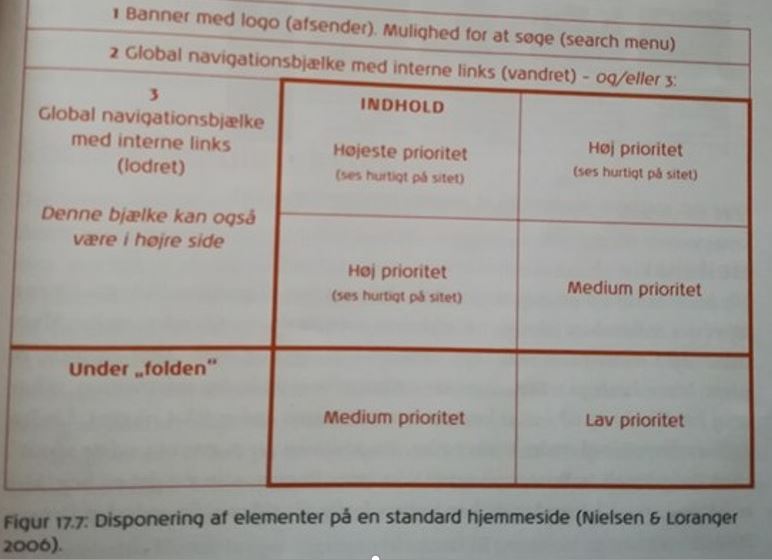 1 Banner med logo (afsender). Mulighed for at søge (search menu)
2 Global navigationsbjælke med interne links (vandret) - og/eller 3:
3
Global navigationsbjælke
med interne links
(lodret)
Denne bjælke kan også
være i højre side
INDHOLD
Højeste prioritet
(ses hurtigt på sitet)
Høj prioritet
(ses hurtigt på sitet)
Høj prioritet
(ses hurtigt på sitet)
Medium prioritet
Under „folden“
Medium prioritet
Lav prioritet
Figur 17.7: Disponering af elementer på en standard hjemmeside (Nielsen & Loranger
2006).